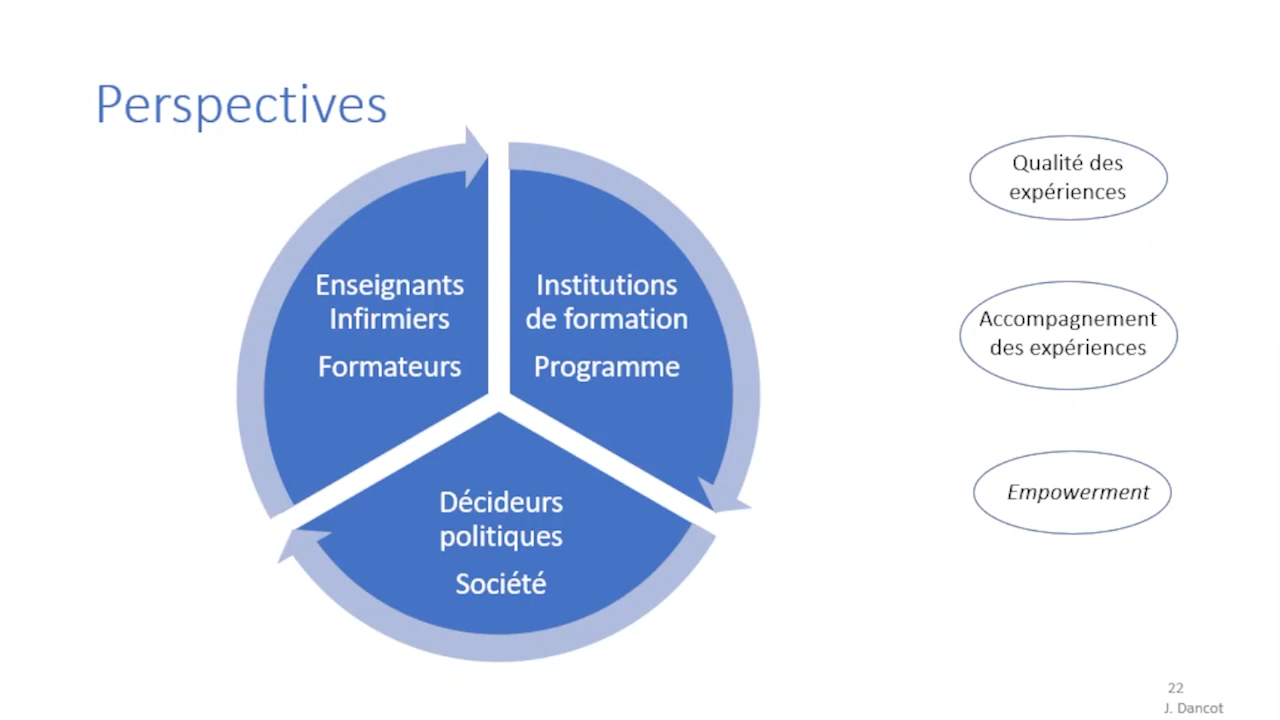 Perspectives
Enseignants
Infirmiers
Formateurs
Institutions
de formation
Programme
Décideurs
politiques
Société
Qualité des
expériences
Accompagnement
des expériences
Empowerment
22
J. Dancot